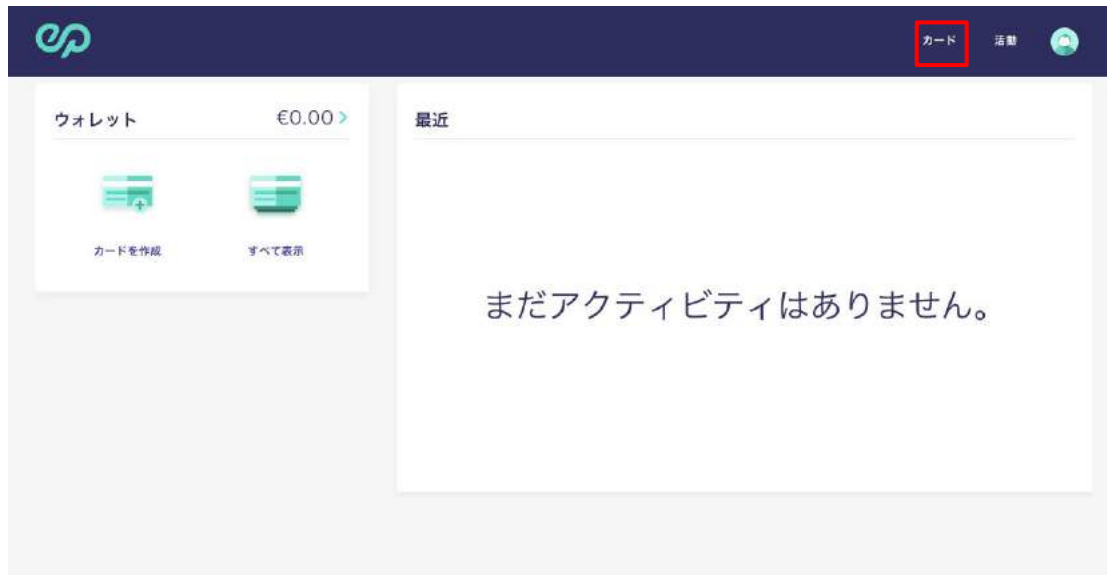 カード
活動
ウォレット
€0.00 >
最近
カードを作成
すべて表示
まだアクティビティはありません。